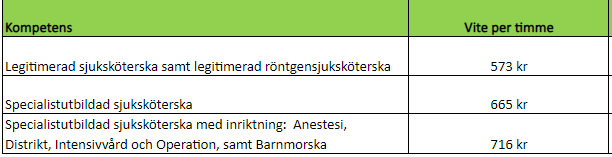 Kompetens Vite per timme
Legitimerad sjuksköterska samt legitimerad röntgensjuksköterska 573 kr
Specialistutbildad sjuksköterska 665 kr
Specialistutbildad sjuksköterska med inriktning: Anestesi,
Distrikt, Intensivvård och Operation, samt Barnmorska 716 kr